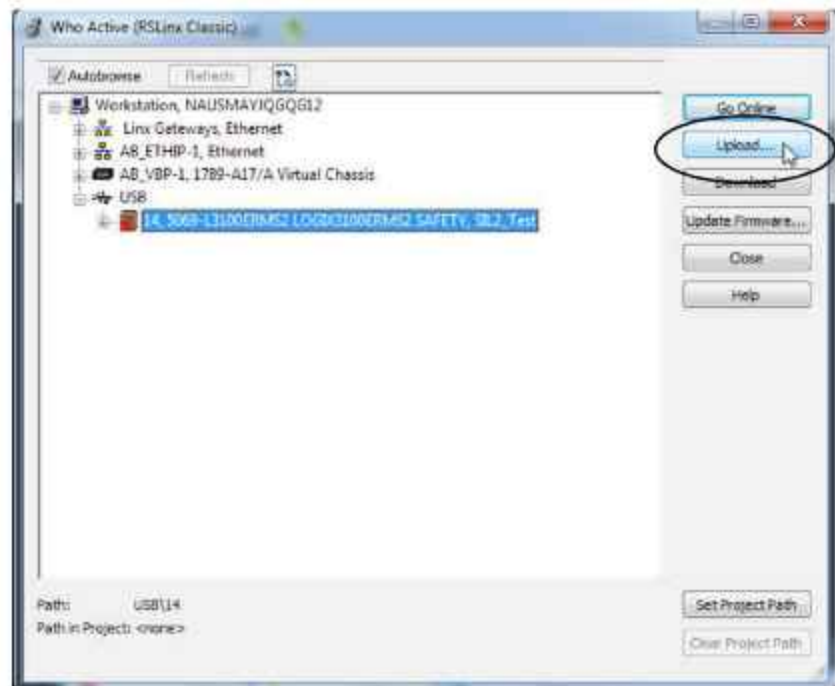 Who Active (RSLinx Classic)
Autobrowse Refresh
Workstation, NAUSMAYJQGQG12
Linx Gateways, Ethernet
AB_ETHIP-1, Ethernet
AB_VBP-1, 1789-A17/A Virtual Chassis
USB
14, 5069-L3100ERMS2 LOGIX3100ERMS2 SAFETY, SIL2_Test
Go Online
Upload...
Download
Update Firmware...
Close
Help
Path: USB\14
Path in Project: <none>
Set Project Path
Clear Project Path